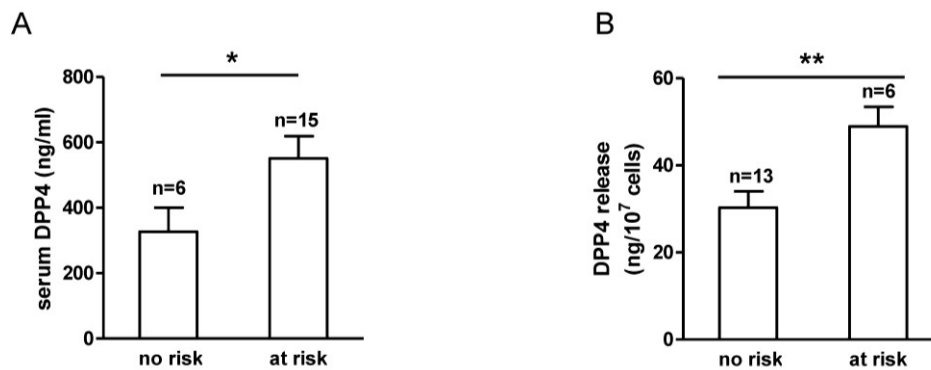 A
*
800
600
400
200
0
serum DPP4 (ng/ml)
n=6
n=15
no risk
at risk
B
**
60
40
20
0
DPP4 release
(ng/10⁷ cells)
n=13
n=6
no risk
at risk